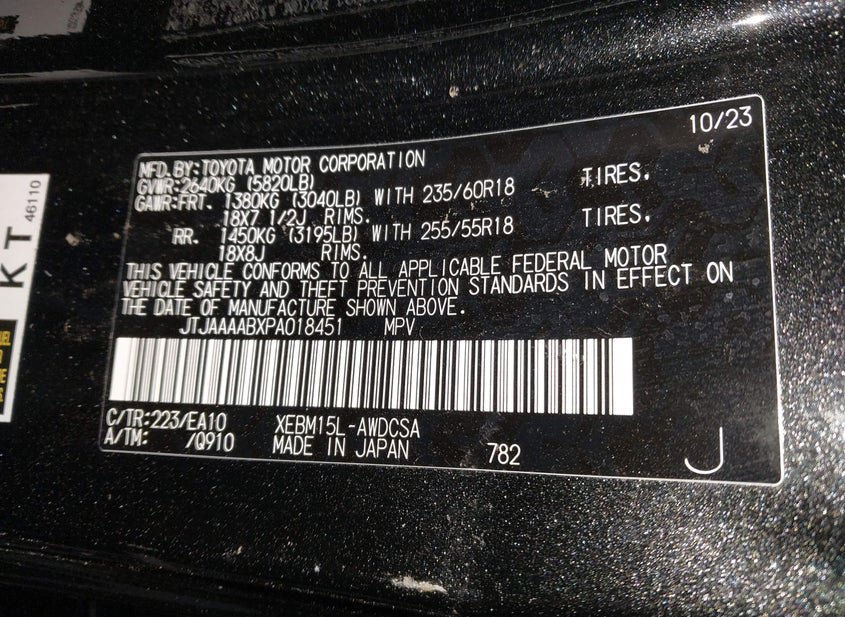 10/23
MFD.BY:TOYOTA MOTOR CORPORATION
GVWR:2640KG (5820LB)
GAWR:FRT. 1380KG (3040LB) WITH 235/60R18 TIRES.
18X7 1/2J RIMS.
RR. 1450KG (3195LB) WITH 255/55R18 TIRES,
18X8J RIMS.
THIS VEHICLE CONFORMS TO ALL APPLICABLE FEDERAL MOTOR
VEHICLE SAFETY AND THEFT PREVENTION STANDARDS IN EFFECT ON
THE DATE OF MANUFACTURE SHOWN ABOVE.
JTJAAAABXPA018451 MPV
C/TR:223/EA10 XEBM15L-AWDCSA
A/TM: /Q910 MADE IN JAPAN 782
J
KT
46110